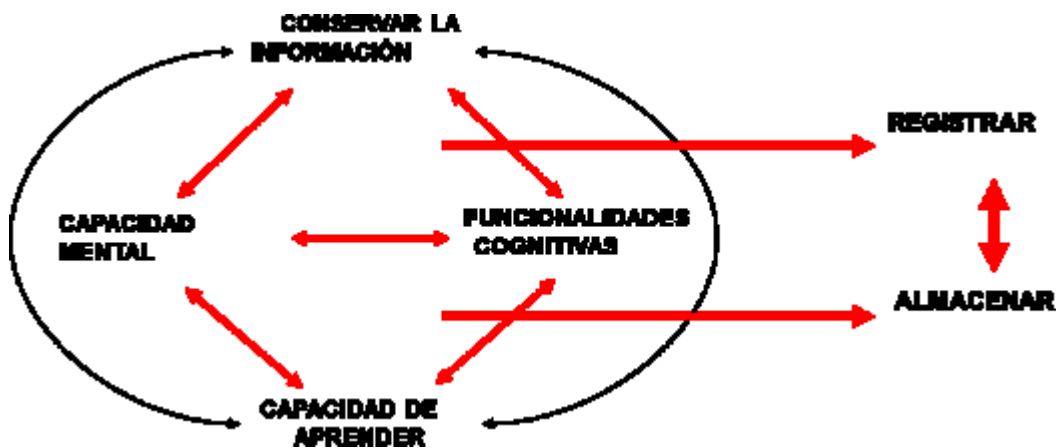 CONSERVAR LA
INFORMACIÓN
REGISTRAR
CAPACIDAD
MENTAL
FUNCIONALIDADES
COGNITIVAS
ALMACENAR
CAPACIDAD DE
APRENDER